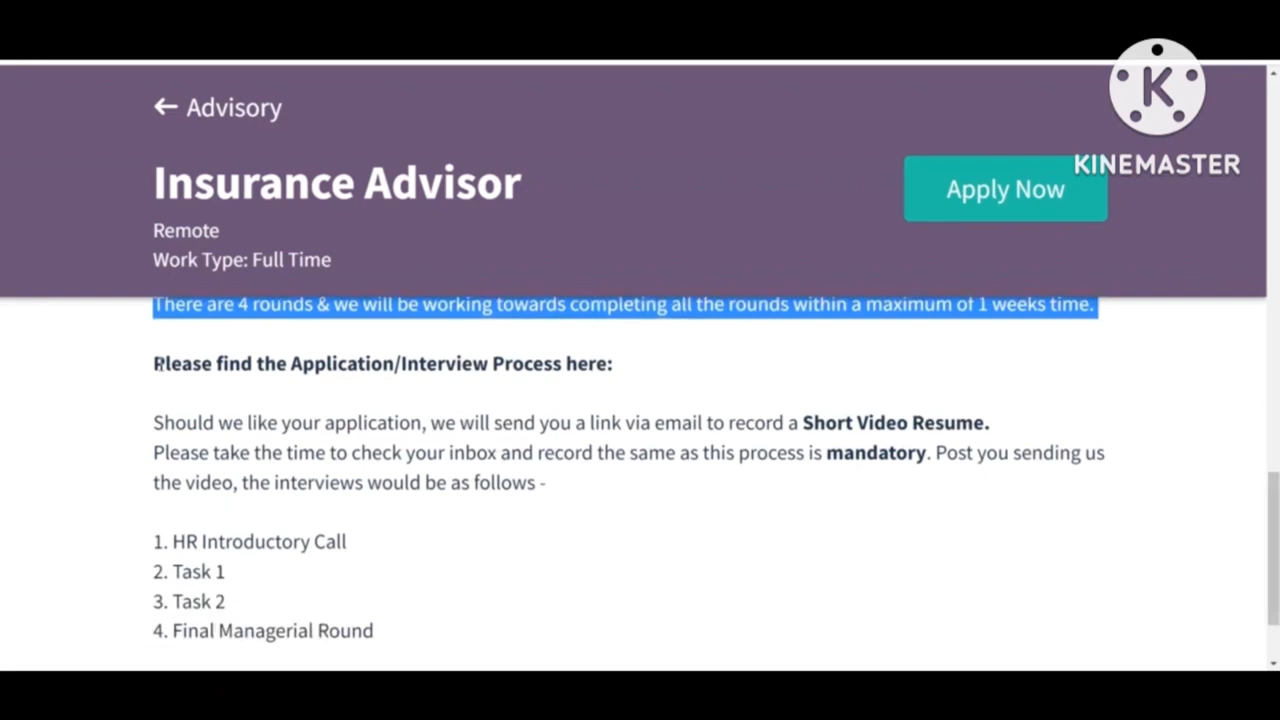 ← Advisory
Insurance Advisor
Remote
Work Type: Full Time
Apply Now
K
KINEMASTER
There are 4 rounds & we will be working towards completing all the rounds within a maximum of 1 weeks time.
Please find the Application/Interview Process here:
Should we like your application, we will send you a link via email to record a Short Video Resume.
Please take the time to check your inbox and record the same as this process is mandatory. Post you sending us
the video, the interviews would be as follows -
1. HR Introductory Call
2. Task 1
3. Task 2
4. Final Managerial Round